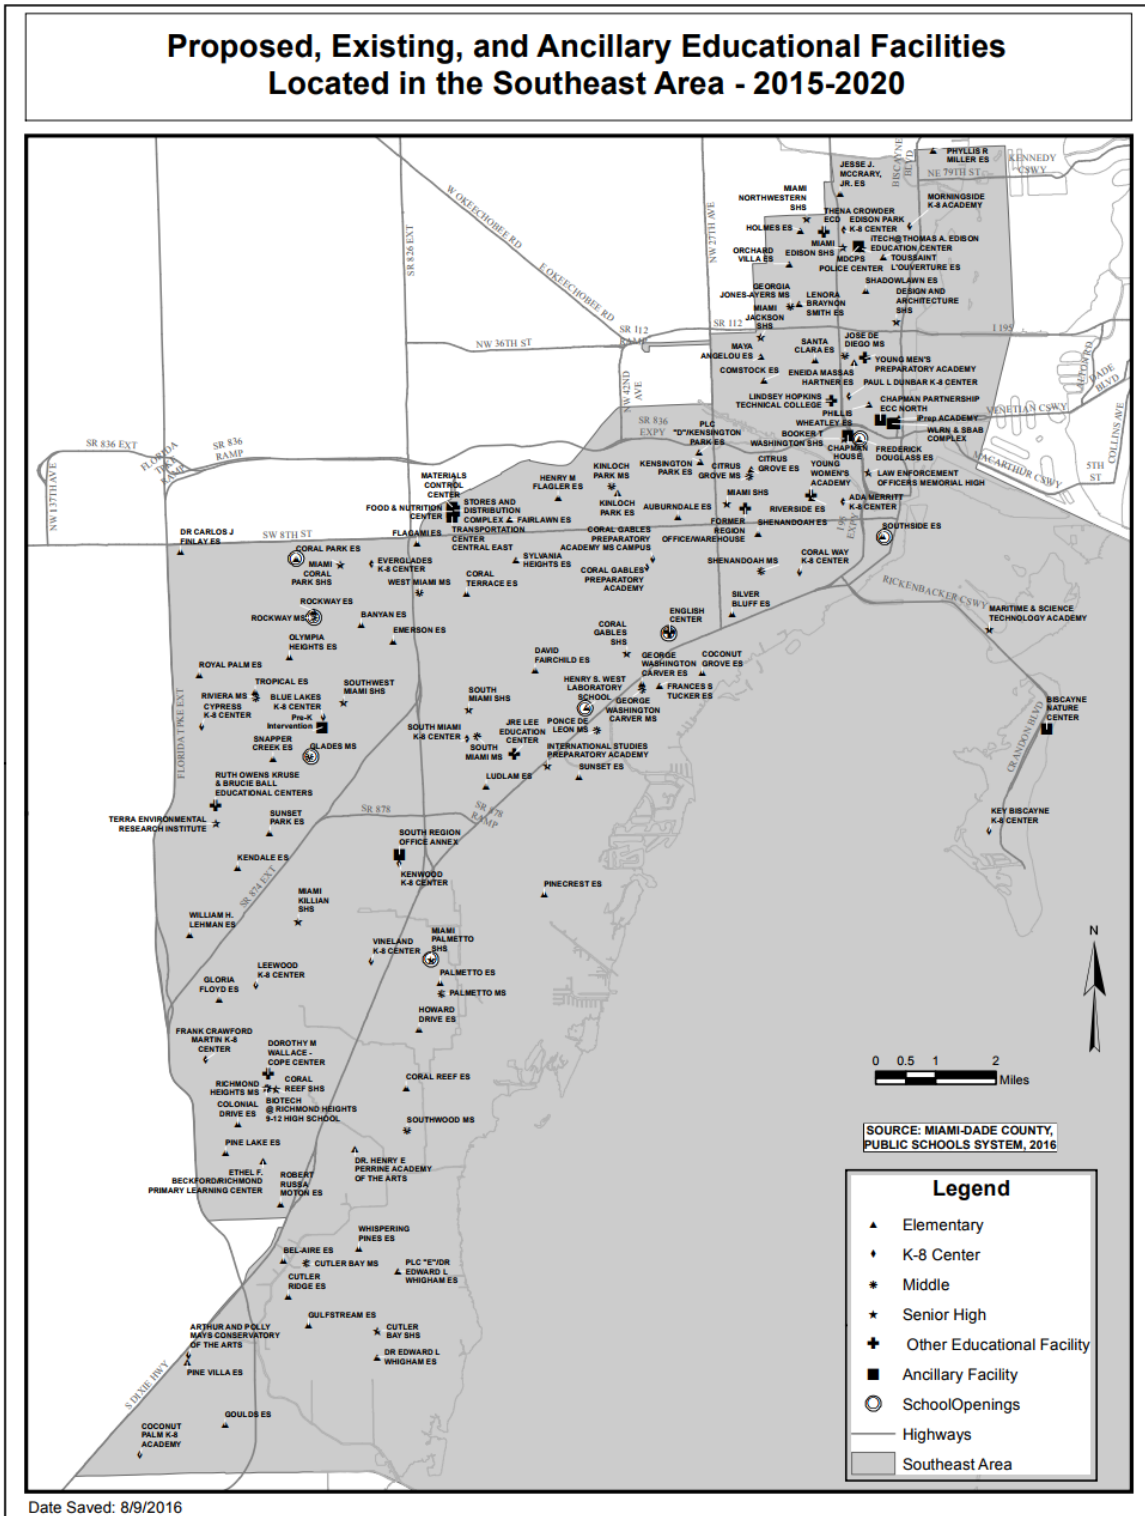 Proposed, Existing, and Ancillary Educational Facilities
Located in the Southeast Area - 2015-2020
PHYLLIS R
MILLER ES
KENNEDY
CSWY
NE 79TH ST
BISCAYNE
BLVD
JESSE J.
MCCRARY,
JR. ES
MORNINGSIDE
K-8 ACADEMY
MIAMI
NORTHWESTERN
SHS
THENA CROWDER
ECD
EDISON PARK
K-8 CENTER
HOLMES ES
MIAMI
EDISON SHS
iTECH@THOMAS A. EDISON
EDUCATION CENTER
ORCHARD
VILLA ES
MDCPS
POLICE CENTER
TOUSSAINT
L'OUVERTURE ES
W OKEECHOBEE RD
E OKEECHOBEE RD
SR 826 EXT
NW 27TH AVE
SHADOWLAWN ES
DESIGN AND
ARCHITECTURE
SHS
GEORGIA
JONES-AYERS MS
LENORA
BRAYNON
SMITH ES
MIAMI
JACKSON
SHS
SR 112
RAMP
SR 112
I 195
NW 36TH ST
MAYA
ANGELOU ES
SANTA
CLARA ES
JOSE DE
DIEGO MS
YOUNG MEN'S
PREPARATORY ACADEMY
COMSTOCK ES
ENEIDA MASSAS
HARTNER ES
PAUL L DUNBAR K-8 CENTER
ALTON RD
DADE
BLVD
NW 42ND
AVE
LINDSEY HOPKINS
TECHNICAL COLLEGE
CHAPMAN PARTNERSHIP
ECC NORTH
VENETIAN CSWY
COLLINS AVE
PHILLIS
WHEATLEY ES
iPrep ACADEMY
WLRN & SBAB
COMPLEX
SR 836
EXPY
PLC
"D"/KENSINGTON
PARK ES
BOOKER T
WASHINGTON SHS
CHAPMAN
HOUSE
FREDERICK
DOUGLASS ES
MACARTHUR CSWY
5TH
ST
SR 836 EXT
SR 836
RAMP
FLORIDA
TPKE
RAMP
NW 137TH AVE
KENSINGTON
PARK ES
CITRUS
GROVE MS
CITRUS
GROVE ES
YOUNG
WOMEN'S
ACADEMY
LAW ENFORCEMENT
OFFICERS MEMORIAL HIGH
MATERIALS
CONTROL
CENTER
HENRY M
FLAGLER ES
KINLOCH
PARK MS
KINLOCH
PARK ES
FOOD & NUTRITION
CENTER
STORES AND
DISTRIBUTION
COMPLEX
FAIRLAWN ES
AUBURNDALE ES
MIAMI SHS
RIVERSIDE ES
ADA MERRITT
K-8 CENTER
FORMER
REGION
OFFICE/WAREHOUSE
SHENANDOAH ES
I 95
EXPY
SOUTHSIDE ES
DR CARLOS J
FINLAY ES
SW 8TH ST
FLAGAMI ES
TRANSPORTATION
CENTER
CENTRAL EAST
CORAL GABLES
PREPARATORY
ACADEMY MS CAMPUS
CORAL PARK ES
MIAMI
CORAL
PARK SHS
EVERGLADES
K-8 CENTER
SYLVANIA
HEIGHTS ES
CORAL GABLES
PREPARATORY
ACADEMY
SHENANDOAH MS
CORAL WAY
K-8 CENTER
WEST MIAMI MS
CORAL
TERRACE ES
RICKENBACKER CSWY
ROCKWAY ES
ROCKWAY MS
BANYAN ES
EMERSON ES
SILVER
BLUFF ES
MARITIME & SCIENCE
TECHNOLOGY ACADEMY
ENGLISH
CENTER
CORAL
GABLES
SHS
OLYMPIA
HEIGHTS ES
ROYAL PALM ES
DAVID
FAIRCHILD ES
GEORGE
WASHINGTON
CARVER ES
COCONUT
GROVE ES
TROPICAL ES
RIVIERA MS
CYPRESS
K-8 CENTER
BLUE LAKES
K-8 CENTER
SOUTHWEST
MIAMI SHS
SOUTH
MIAMI SHS
HENRY S. WEST
LABORATORY
SCHOOL
FRANCES S
TUCKER ES
GEORGE
WASHINGTON
CARVER MS
BISCAYNE
NATURE
CENTER
CRANDON BLVD
Pre-K
Intervention
SNAPPER
CREEK ES
GLADES MS
SOUTH MIAMI
K-8 CENTER
SOUTH
MIAMI MS
JRE LEE
EDUCATION
CENTER
PONCE DE
LEON MS
INTERNATIONAL STUDIES
PREPARATORY ACADEMY
SUNSET ES
FLORIDA TPKE EXT
RUTH OWENS KRUSE
& BRUCIE BALL
EDUCATIONAL CENTERS
LUDLAM ES
TERRA ENVIRONMENTAL
RESEARCH INSTITUTE
SUNSET
PARK ES
SR 878
SR 878
RAMP
KEY BISCAYNE
K-8 CENTER
SOUTH REGION
OFFICE ANNEX
KENWOOD
K-8 CENTER
KENDALE ES
SR 874 EXT
MIAMI
KILLIAN
SHS
PINECREST ES
WILLIAM H.
LEHMAN ES
VINELAND
K-8 CENTER
MIAMI
PALMETTO
SHS
LEEWOOD
K-8 CENTER
GLORIA
FLOYD ES
PALMETTO ES
PALMETTO MS
HOWARD
DRIVE ES
FRANK CRAWFORD
MARTIN K-8
CENTER
DOROTHY M
WALLACE -
COPE CENTER
RICHMOND
HEIGHTS MS
CORAL
REEF SHS
CORAL REEF ES
COLONIAL
DRIVE ES
BIOTECH
@ RICHMOND HEIGHTS
9-12 HIGH SCHOOL
SOUTHWOOD MS
PINE LAKE ES
ETHEL F.
BECKFORD/RICHMOND
PRIMARY LEARNING CENTER
ROBERT
RUSSA
MOTON ES
DR. HENRY E
PERRINE ACADEMY
OF THE ARTS
WHISPERING
PINES ES
BEL-AIRE ES
CUTLER BAY MS
PLC "E"/DR
EDWARD L
WHIGHAM ES
CUTLER
RIDGE ES
GULFSTREAM ES
CUTLER
BAY SHS
ARTHUR AND POLLY
MAYS CONSERVATORY
OF THE ARTS
DR EDWARD L
WHIGHAM ES
PINE VILLA ES
S DIXIE HWY
GOULDS ES
COCONUT
PALM K-8
ACADEMY
N
0 0.5 1 2
Miles
SOURCE: MIAMI-DADE COUNTY,
PUBLIC SCHOOLS SYSTEM, 2016
Legend
Elementary
K-8 Center
Middle
Senior High
Other Educational Facility
Ancillary Facility
SchoolOpenings
Highways
Southeast Area
Date Saved: 8/9/2016